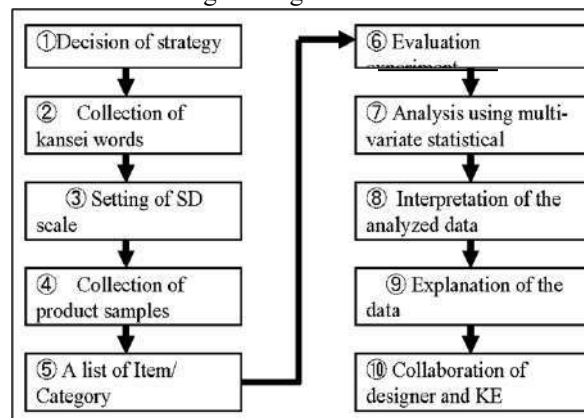 ①Decision of strategy
② Collection of
kansei words
③ Setting of SD
scale
④ Collection of
product samples
⑤ A list of Item/
Category
⑥ Evaluation
⑦ Analysis using multi-
variate statistical
⑧ Interpretation of the
analyzed data
⑨ Explanation of the
data
⑩ Collaboration of
designer and KE